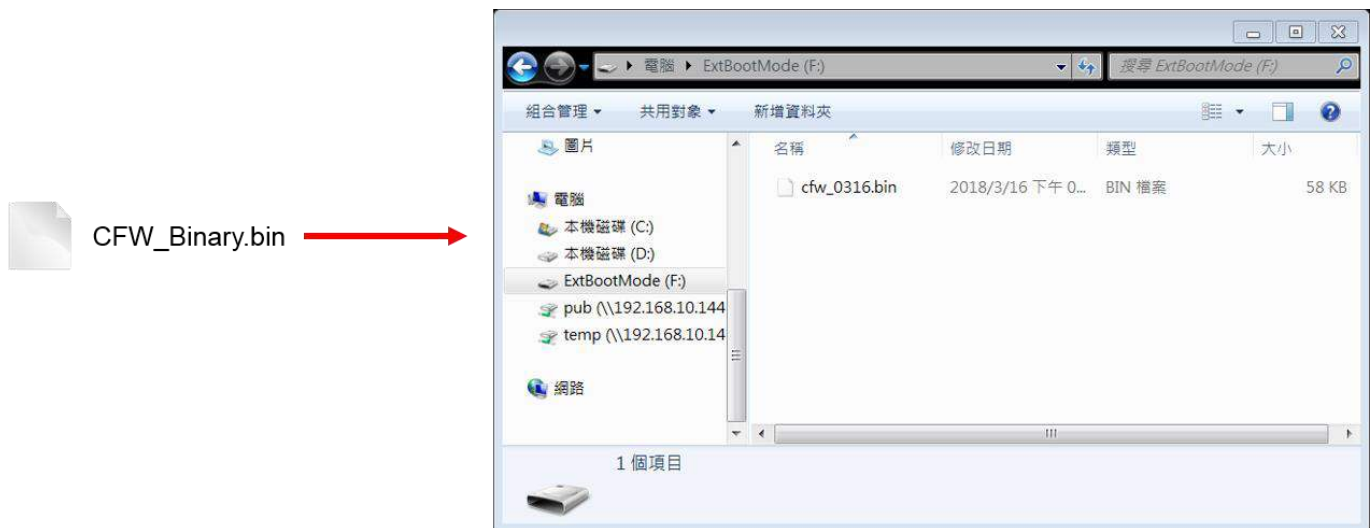 CFW_Binary.bin
電腦 ▸ ExtBootMode (F:)
搜尋 ExtBootMode (F:)
組合管理 ▾ 共用對象 ▾ 新增資料夾
圖片
電腦
本機磁碟 (C:)
本機磁碟 (D:)
ExtBootMode (F:)
pub (\\192.168.10.144
temp (\\192.168.10.14
網路
名稱 修改日期 類型 大小
cfw_0316.bin 2018/3/16 下午 0... BIN 檔案 58 KB
1 個項目